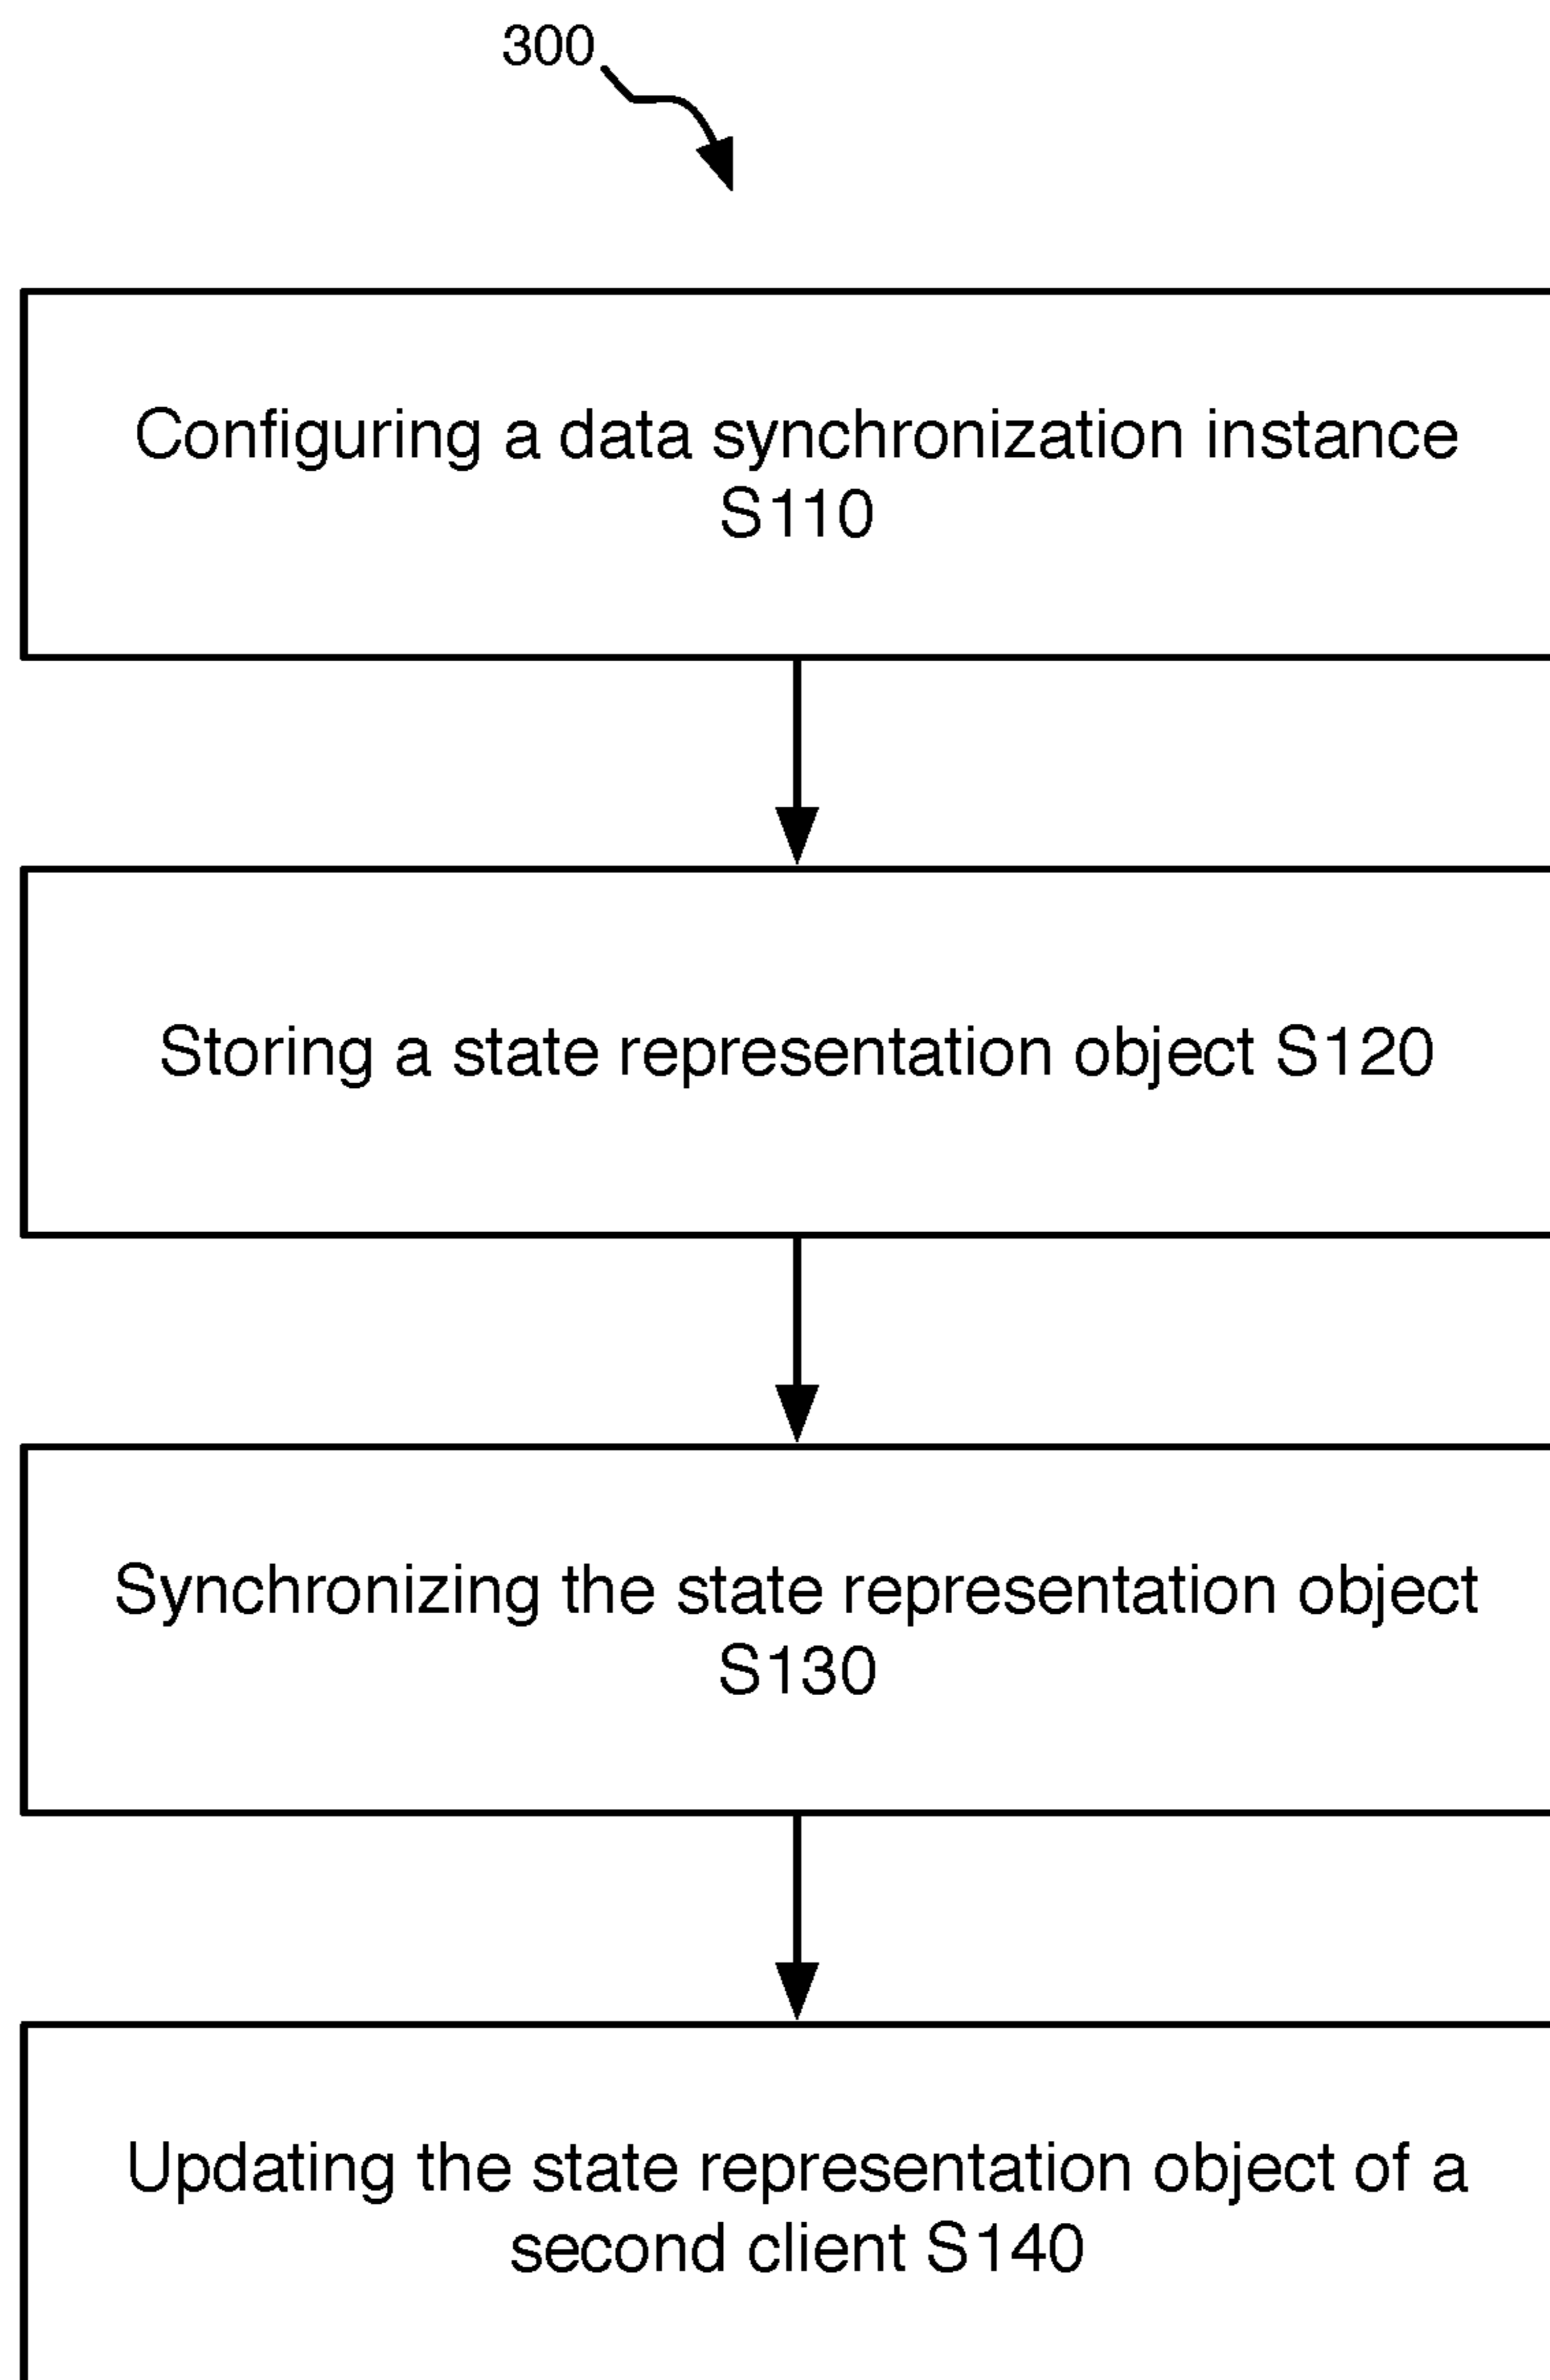 300
Configuring a data synchronization instance
S110
Storing a state representation object S120
Synchronizing the state representation object
S130
Updating the state representation object of a
second client S140